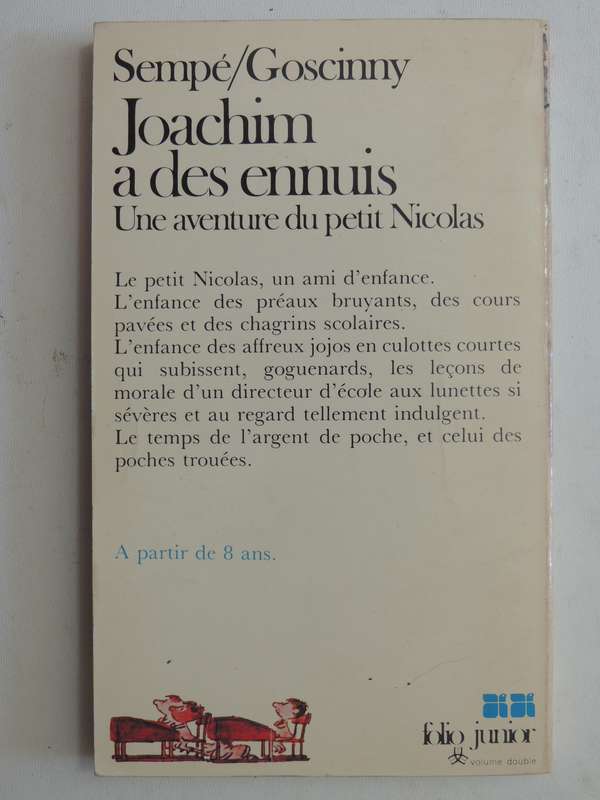 Sempé/Goscinny
Joachim
a des ennuis
Une aventure du petit Nicolas
Le petit Nicolas, un ami d'enfance.
L'enfance des préaux bruyants, des cours
pavées et des chagrins scolaires.
L'enfance des affreux jojos en culottes courtes
qui subissent, goguenards, les leçons de
morale d'un directeur d'école aux lunettes si
sévères et au regard tellement indulgent.
Le temps de l'argent de poche, et celui des
poches trouées.
A partir de 8 ans.
folio junior
volume double